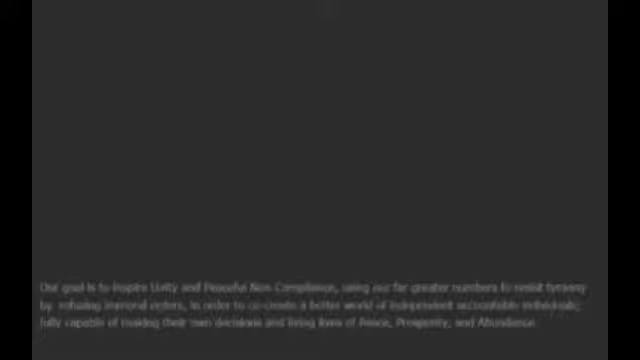 Our goal is to Inspire Unity and Peaceful Non Compliance, using our far greater numbers to resist tyranny
by refusing immoral orders, in order to co-create a better world of independent accountable individuals;
fully capable of making their own decisions and living lives of Peace, Prosperity, and Abundance.